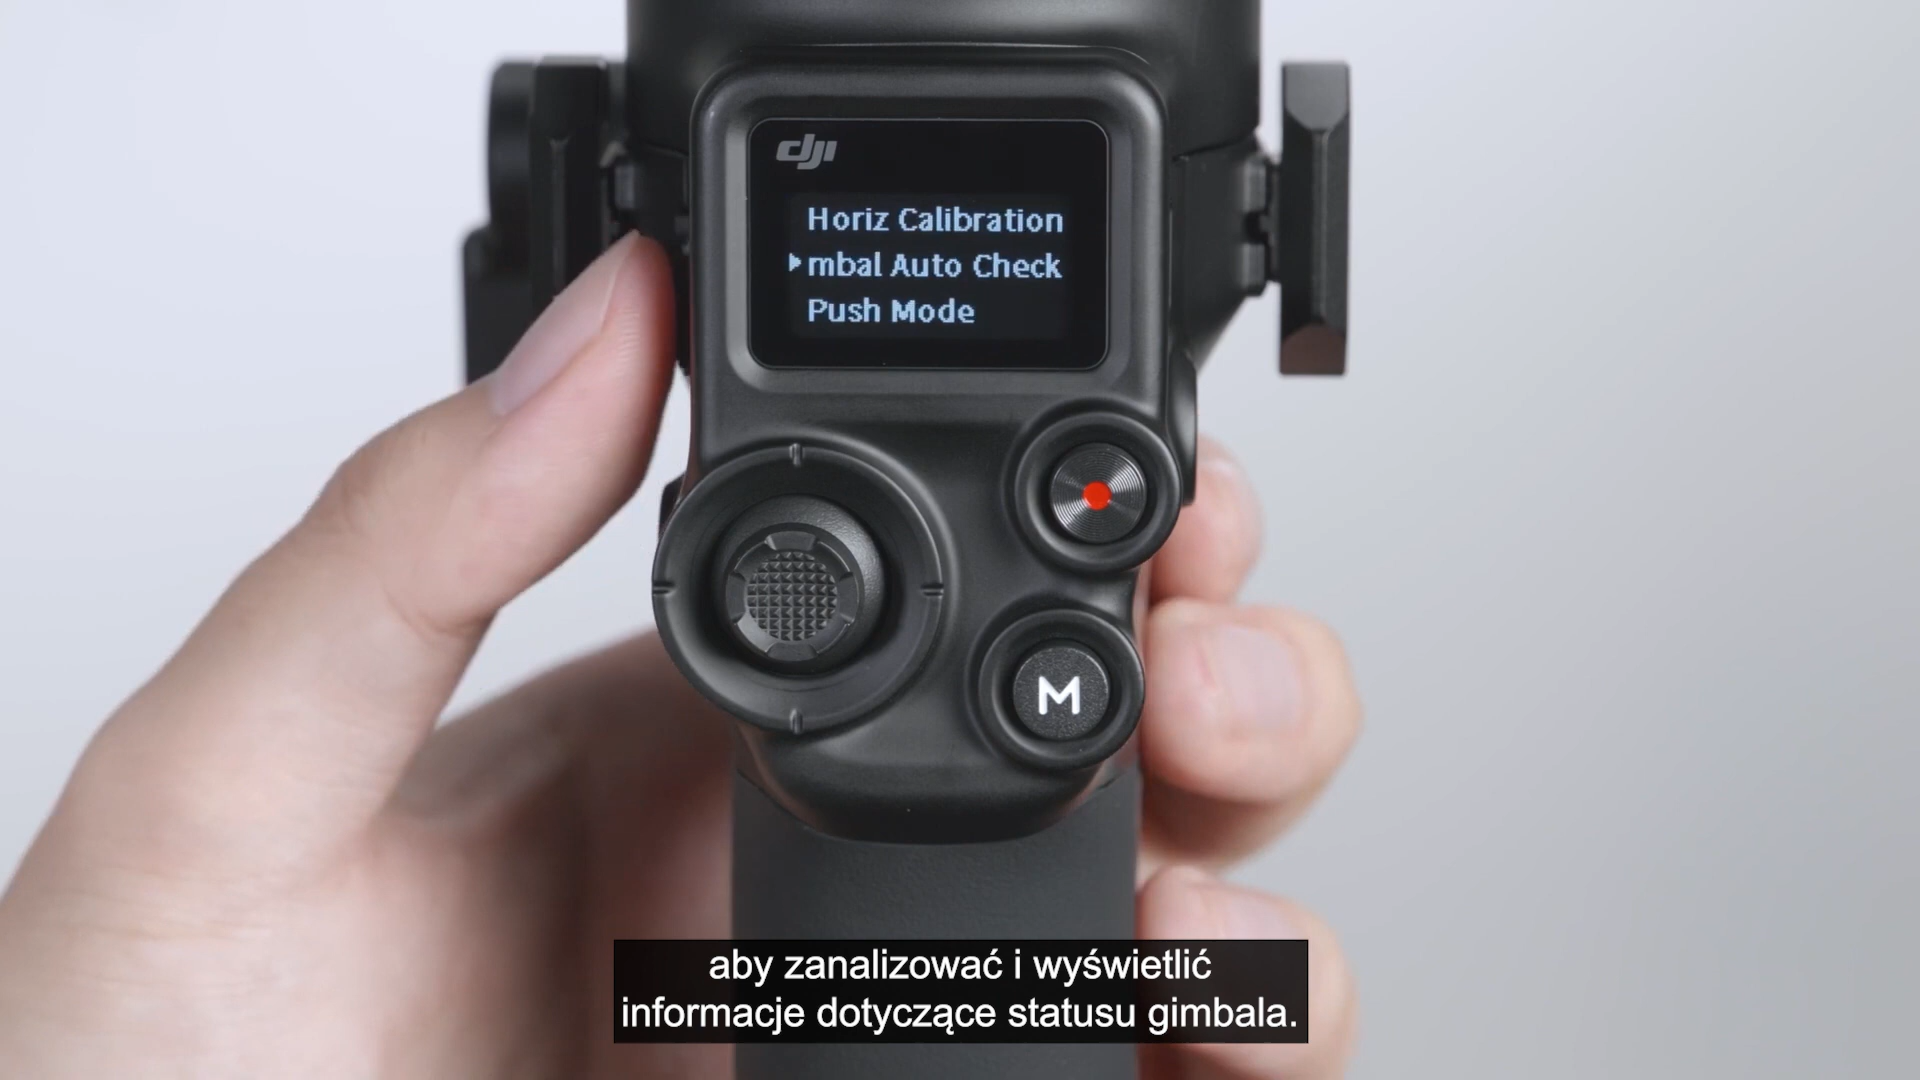 dji
Horiz Calibration
mbal Auto Check
Push Mode
M
aby zanalizować i wyświetlić
informacje dotyczące statusu gimbala.